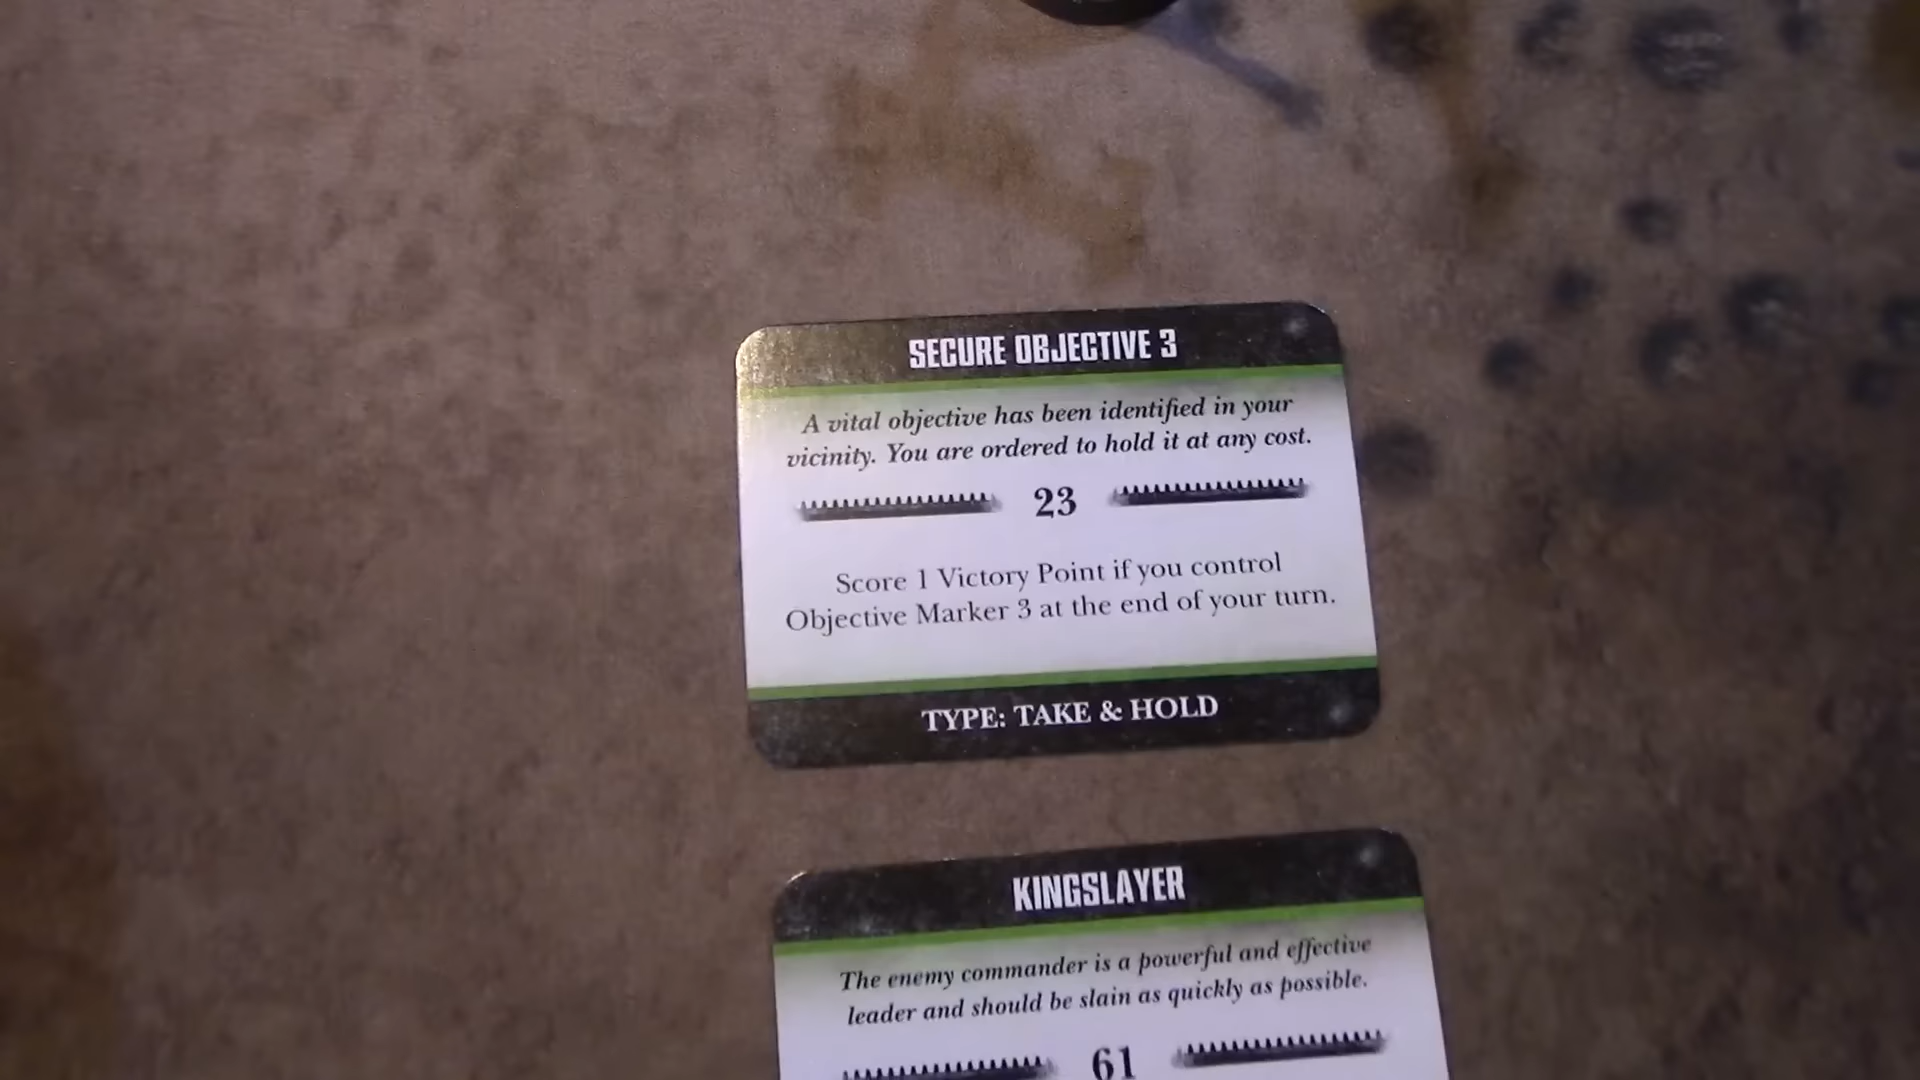 SECURE OBJECTIVE 3
A vital objective has been identified in your
vicinity. You are ordered to hold it at any cost.
23
Score 1 Victory Point if you control
Objective Marker 3 at the end of your turn.
TYPE: TAKE & HOLD
KINGSLAYER
The enemy commander is a powerful and effective
leader and should be slain as quickly as possible.
61